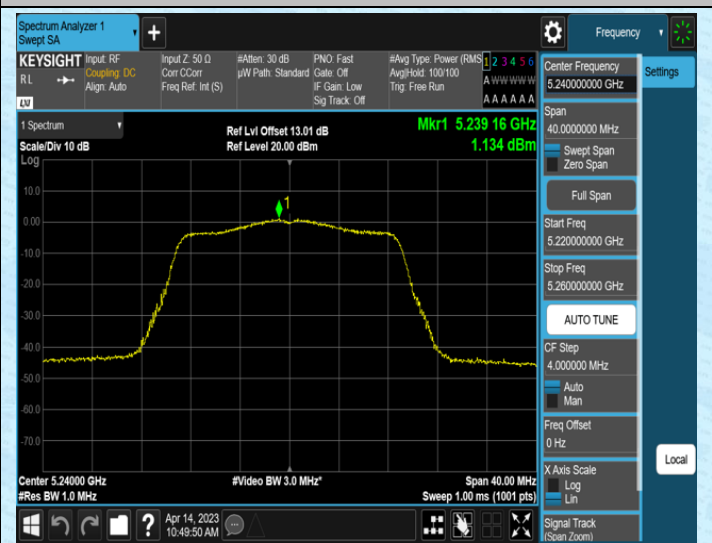 Spectrum Analyzer 1
Swept SA
+
Frequency
KEYSIGHT
RL
LXI
Input: RF
Coupling: DC
Align: Auto
Input Z: 50 Ω
Corr CCorr
Freq Ref: Int (S)
#Atten: 30 dB
µW Path: Standard
PNO: Fast
Gate: Off
IF Gain: Low
Sig Track: Off
#Avg Type: Power (RMS
Avg|Hold: 100/100
Trig: Free Run
1 2 3 4 5 6
A W W W W W
A A A A A A
1 Spectrum
Scale/Div 10 dB
Log
Ref Lvl Offset 13.01 dB
Ref Level 20.00 dBm
Mkr1 5.239 16 GHz
1.134 dBm
1
10.0
0.00
-10.0
-20.0
-30.0
-40.0
-50.0
-60.0
-70.0
Center 5.24000 GHz
#Res BW 1.0 MHz
#Video BW 3.0 MHz*
Span 40.00 MHz
Sweep 1.00 ms (1001 pts)
?
Apr 14, 2023
10:49:50 AM
Center Frequency
5.240000000 GHz
Span
40.0000000 MHz
Swept Span
Zero Span
Full Span
Start Freq
5.220000000 GHz
Stop Freq
5.260000000 GHz
AUTO TUNE
CF Step
4.000000 MHz
Auto
Man
Freq Offset
0 Hz
X Axis Scale
Log
Lin
Signal Track
(Span Zoom)
Settings
Local